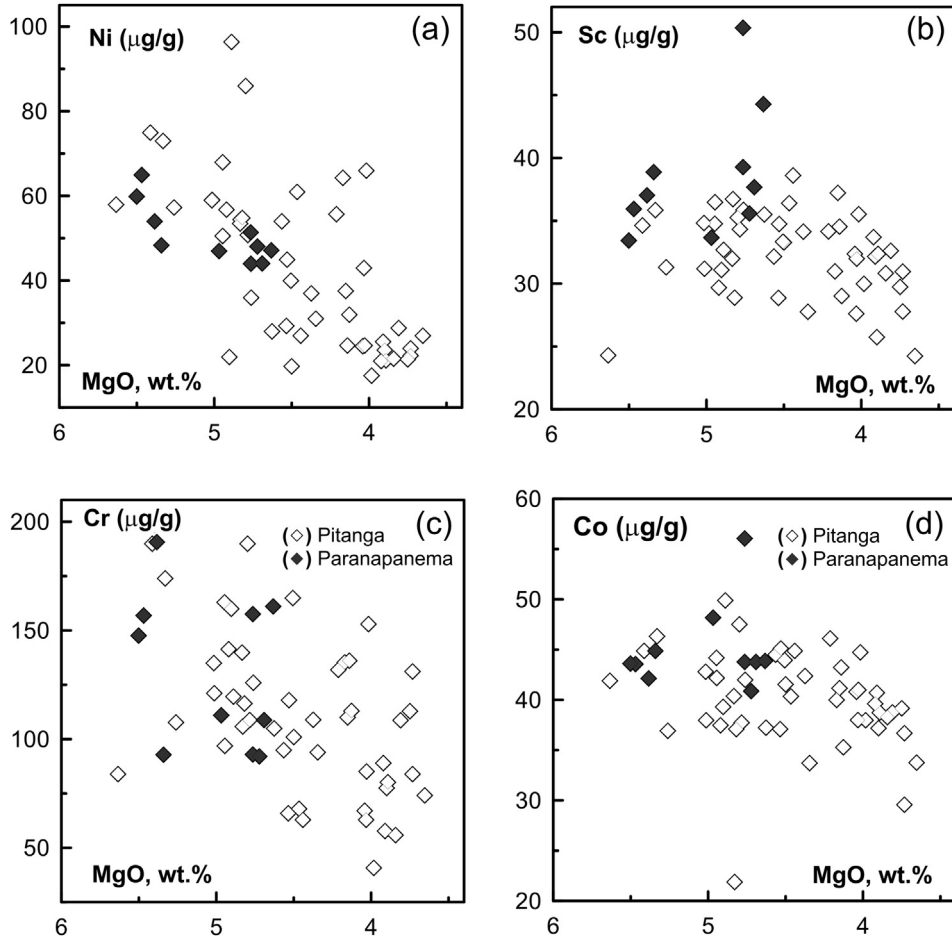 (a)
Ni (µg/g)
100
80
60
40
20
MgO, wt.%
6 5 4
(b)
Sc (µg/g)
50
40
30
20
MgO, wt.%
6 5 4
(c)
Cr (µg/g)
( ) Pitanga
( ) Paranapanema
200
150
100
50
MgO, wt.%
6 5 4
(d)
Co (µg/g)
( ) Pitanga
( ) Paranapanema
60
50
40
30
20
MgO, wt.%
6 5 4